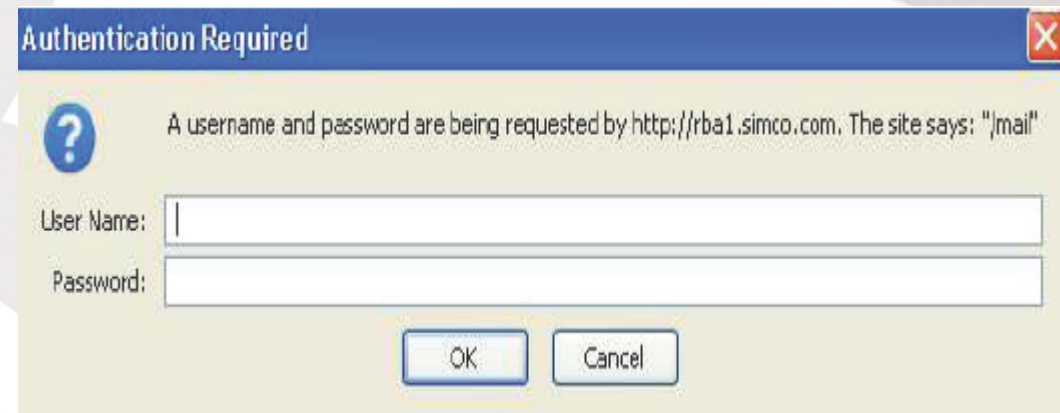 Authentication Required
A username and password are being requested by http://rba1.simco.com. The site says: "/mail"
User Name:
Password:
OK Cancel